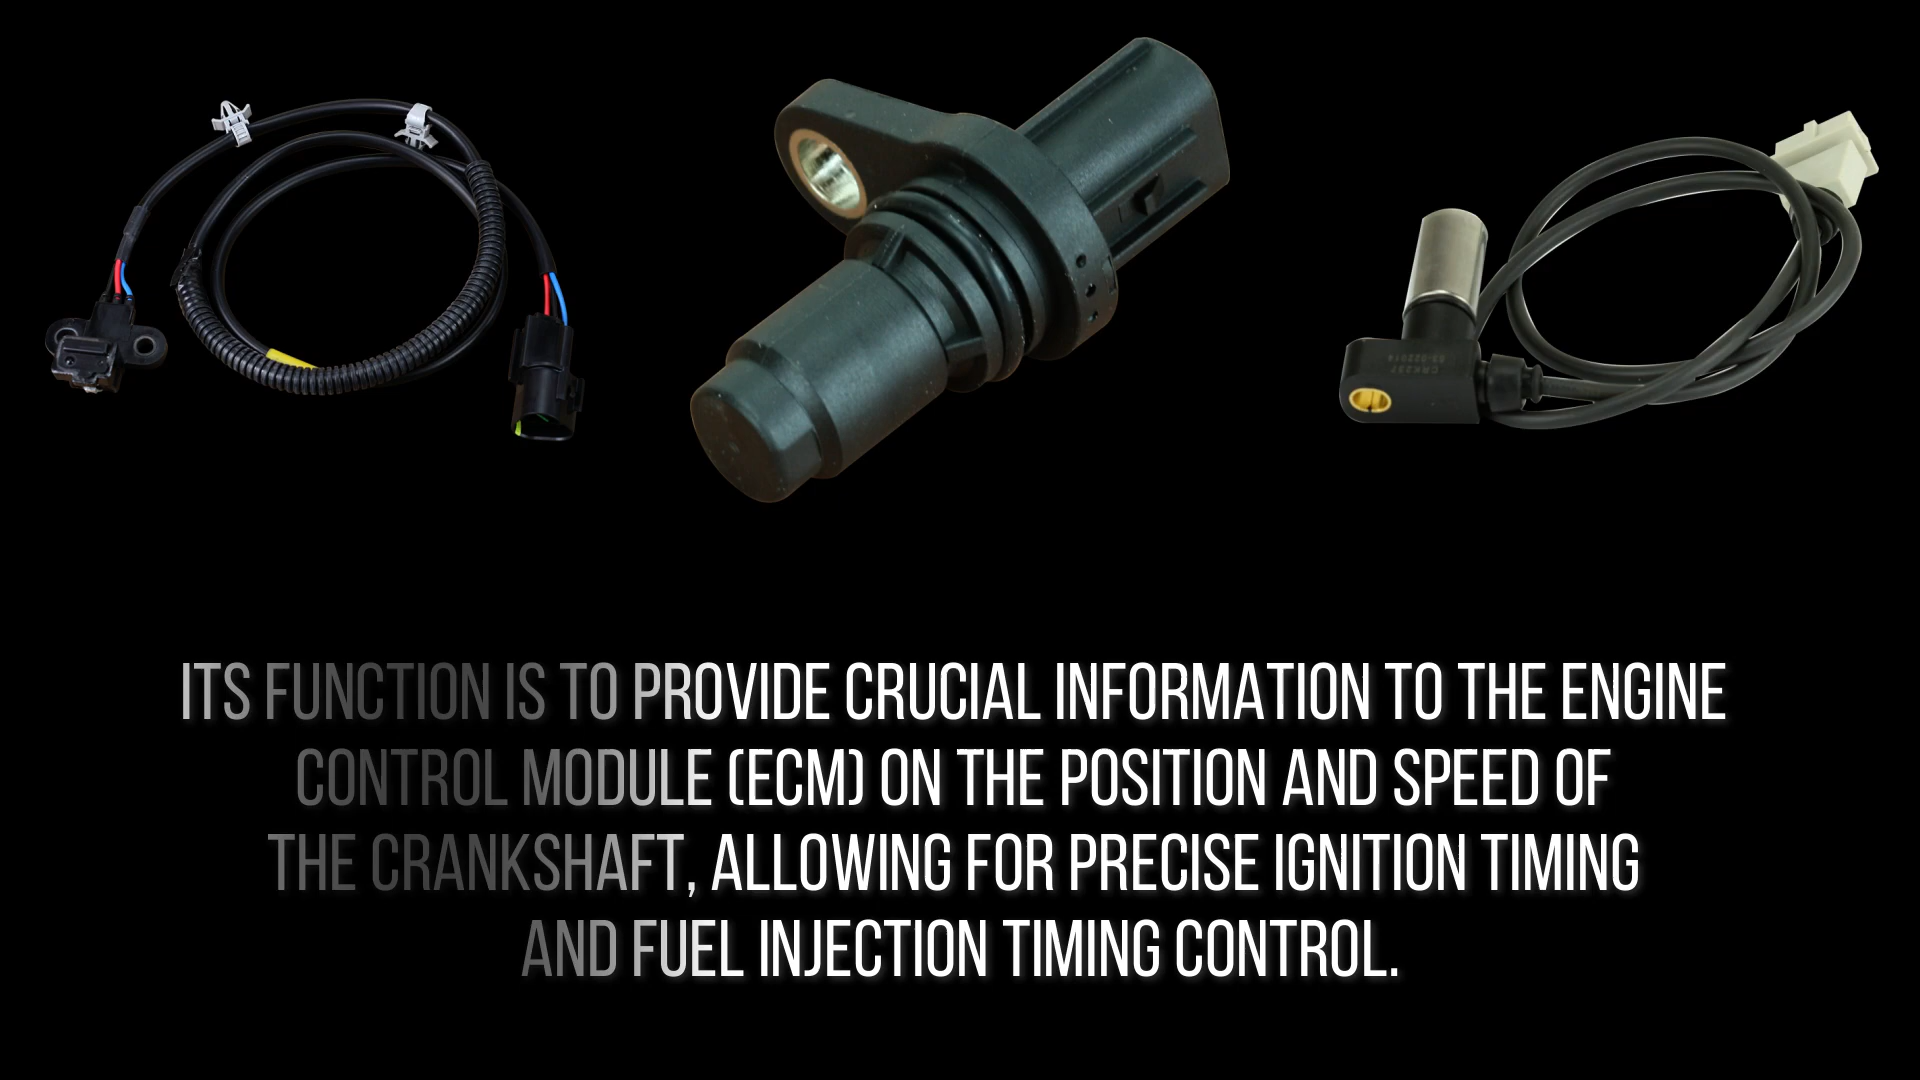 CRK237
ITS FUNCTION IS TO PROVIDE CRUCIAL INFORMATION TO THE ENGINE
CONTROL MODULE (ECM) ON THE POSITION AND SPEED OF
THE CRANKSHAFT, ALLOWING FOR PRECISE IGNITION TIMING
AND FUEL INJECTION TIMING CONTROL.